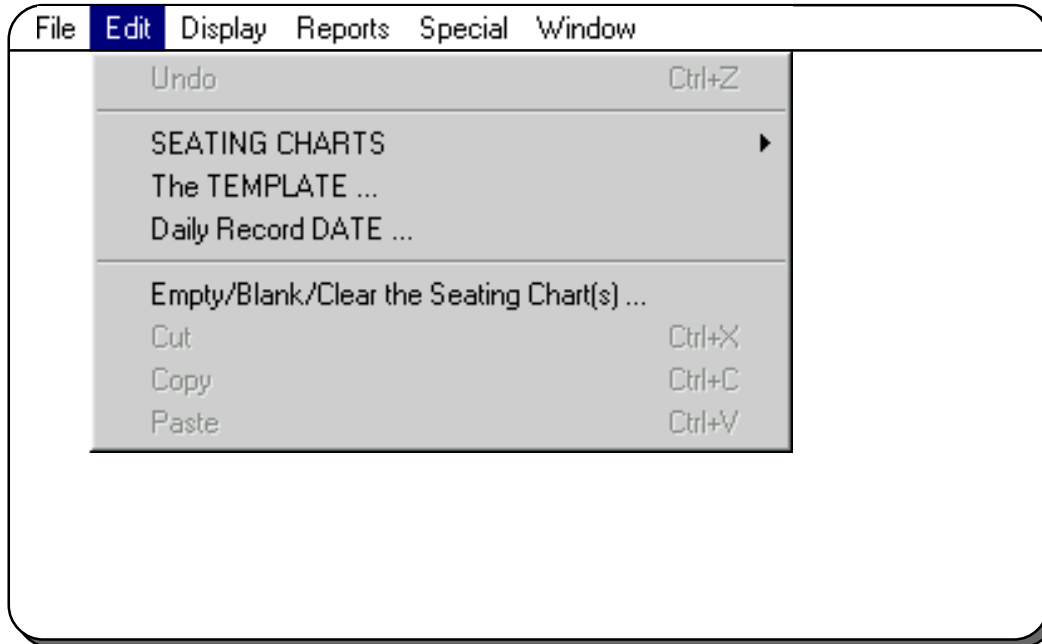 File Edit Display Reports Special Window
Undo Ctrl+Z
SEATING CHARTS
The TEMPLATE ...
Daily Record DATE ...
Empty/Blank/Clear the Seating Chart(s) ...
Cut Ctrl+X
Copy Ctrl+C
Paste Ctrl+V